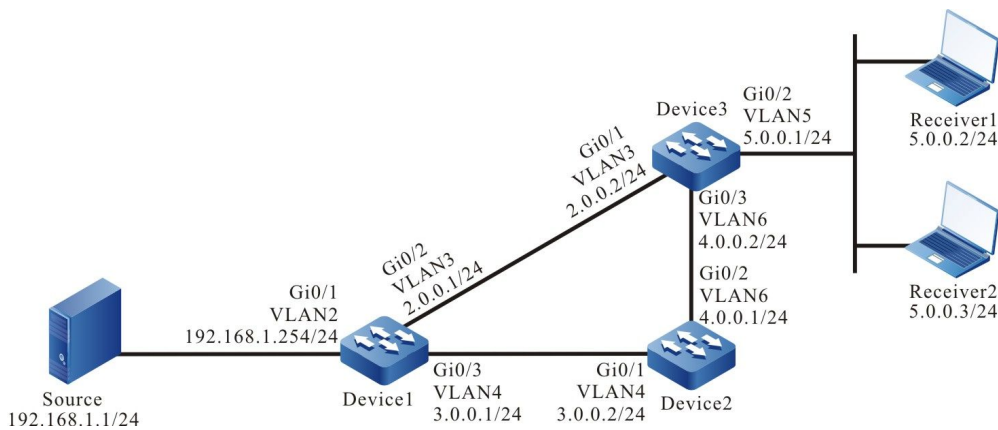 Device3
Gi0/2
VLAN5
5.0.0.1/24
Receiver1
5.0.0.2/24
Gi0/1
VLAN3
2.0.0.2/24
Gi0/3
VLAN6
4.0.0.2/24
Gi0/2
VLAN3
2.0.0.1/24
Gi0/2
VLAN6
4.0.0.1/24
Receiver2
5.0.0.3/24
Gi0/1
VLAN2
192.168.1.254/24
Source
192.168.1.1/24
Device1
Gi0/3
VLAN4
3.0.0.1/24
Gi0/1
VLAN4
3.0.0.2/24
Device2